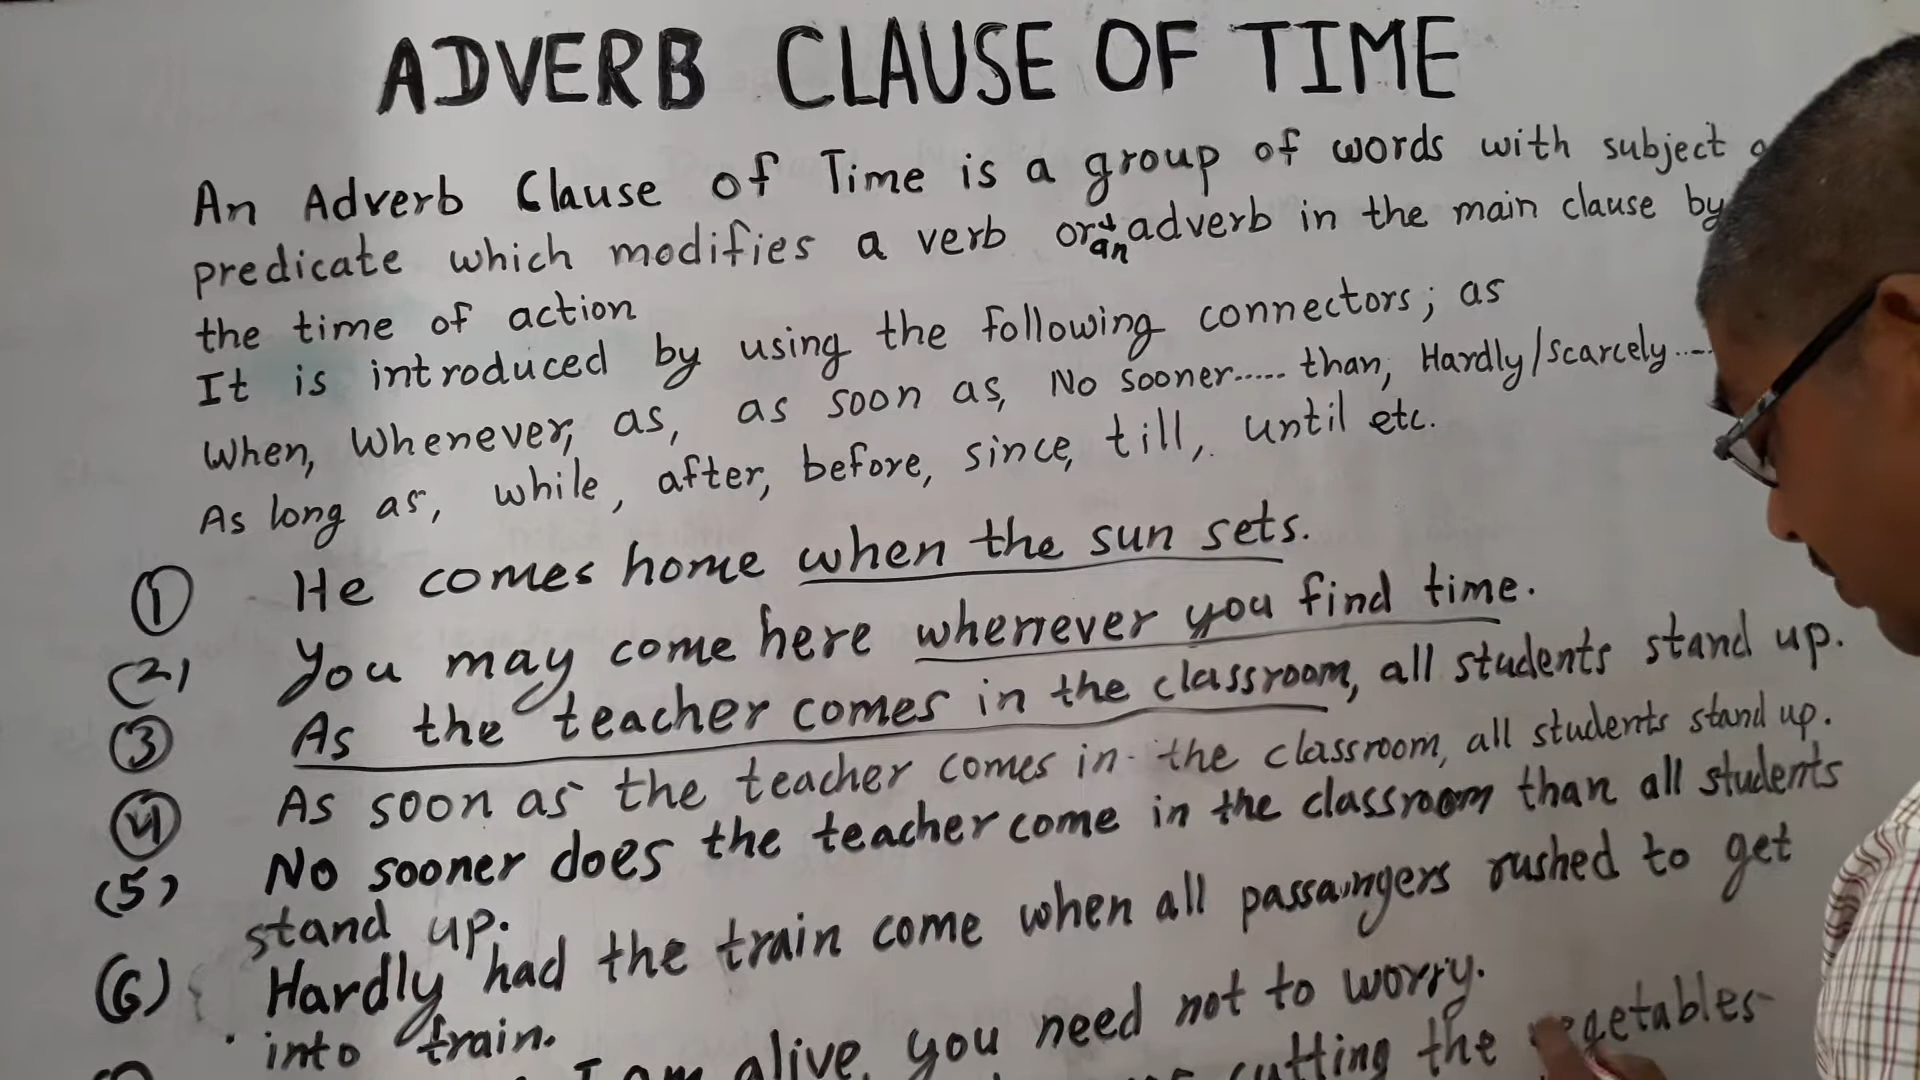 ADVERB CLAUSE OF TIME
An Adverb Clause of Time is a group of words with subject
predicate which modifies a verb or an adverb in the main clause by
the time of action
It is introduced by using the following connectors; as
When, Whenever, as, as soon as, No sooner..... than, Hardly/scarcely.....
As long as, while, after, before, since, till, until etc.
(1) He comes home when the sun sets.
(2) You may come here whenever you find time.
(3) As the teacher comes in the classroom, all students stand up.
(4) As soon as the teacher comes in the classroom, all students stand up.
(5) No sooner does the teacher come in the classroom than all students
stand up.
(6) Hardly had the train come when all passangers rushed to get
into train.
I am alive, you need not to worry.
cutting the